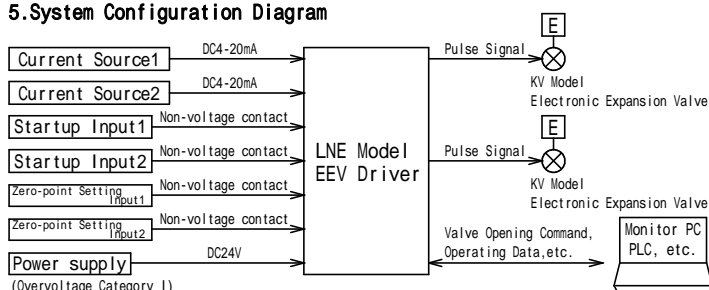 5.System Configuration Diagram
Current Source1
DC4-20mA
Current Source2
DC4-20mA
Startup Input1
Non-voltage contact
Startup Input2
Non-voltage contact
Zero-point Setting
Input1
Non-voltage contact
Zero-point Setting
Input2
Non-voltage contact
Power supply
DC24V
(Overvoltage Category I)
LNE Model
EEV Driver
Pulse Signal
E
KV Model
Electronic Expansion Valve
Pulse Signal
E
KV Model
Electronic Expansion Valve
Valve Opening Command,
Operating Data,etc.
Monitor PC
PLC, etc.